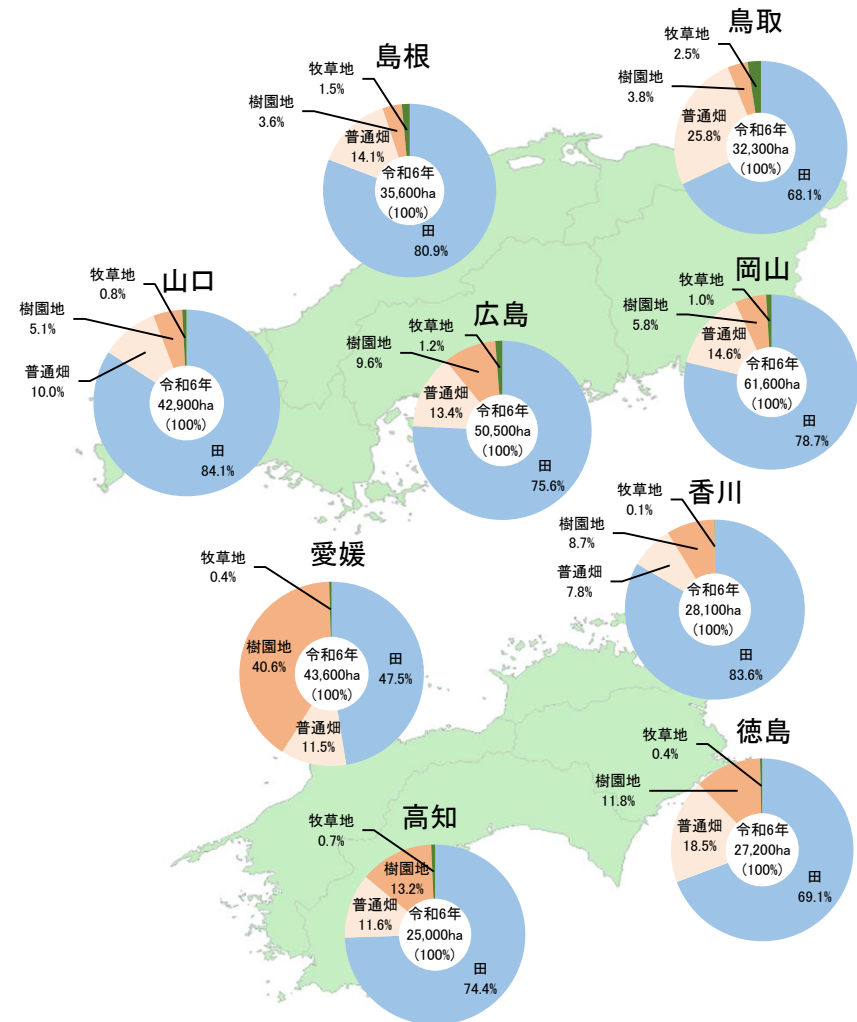 鳥取
牧草地
2.5%
樹園地
3.8%
普通畑
25.8%
令和6年
32,300ha
(100%)
田
68.1%
島根
牧草地
1.5%
樹園地
3.6%
普通畑
14.1%
令和6年
35,600ha
(100%)
田
80.9%
山口
牧草地
0.8%
樹園地
5.1%
普通畑
10.0%
令和6年
42,900ha
(100%)
田
84.1%
広島
牧草地
1.2%
樹園地
9.6%
普通畑
13.4%
令和6年
50,500ha
(100%)
田
75.6%
岡山
牧草地
1.0%
樹園地
5.8%
普通畑
14.6%
令和6年
61,600ha
(100%)
田
78.7%
香川
牧草地
0.1%
樹園地
8.7%
普通畑
7.8%
令和6年
28,100ha
(100%)
田
83.6%
愛媛
牧草地
0.4%
樹園地
40.6%
令和6年
43,600ha
(100%)
田
47.5%
普通畑
11.5%
徳島
牧草地
0.4%
樹園地
11.8%
普通畑
18.5%
令和6年
27,200ha
(100%)
田
69.1%
高知
牧草地
0.7%
樹園地
13.2%
普通畑
11.6%
令和6年
25,000ha
(100%)
田
74.4%